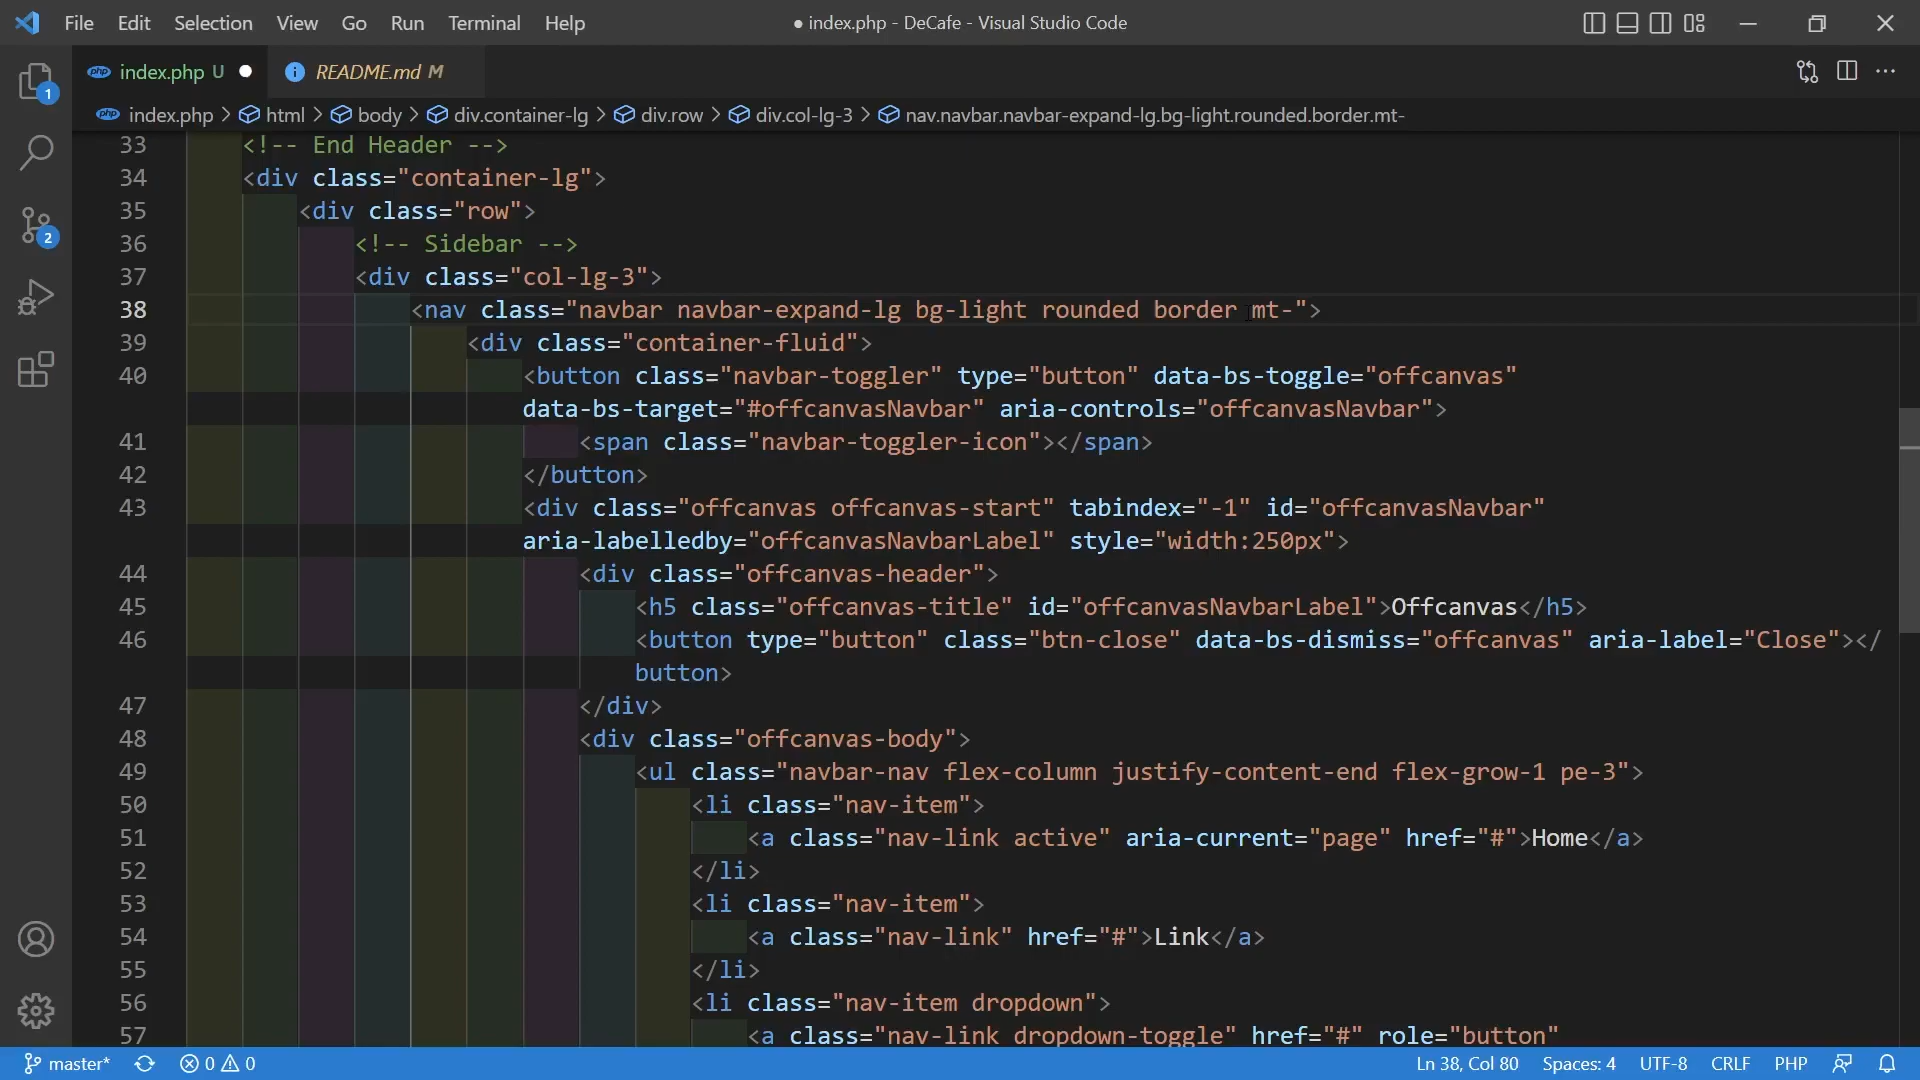 File Edit Selection View Go Run Terminal Help ● index.php - DeCafe - Visual Studio Code
php index.php U ● README.md M
php index.php > html > body > div.container-lg > div.row > div.col-lg-3 > nav.navbar.navbar-expand-lg.bg-light.rounded.border.mt-
33 <!-- End Header -->
34 <div class="container-lg">
35 <div class="row">
36 <!-- Sidebar -->
37 <div class="col-lg-3">
38 <nav class="navbar navbar-expand-lg bg-light rounded border mt-">
39 <div class="container-fluid">
40 <button class="navbar-toggler" type="button" data-bs-toggle="offcanvas"
data-bs-target="#offcanvasNavbar" aria-controls="offcanvasNavbar">
41 <span class="navbar-toggler-icon"></span>
42 </button>
43 <div class="offcanvas offcanvas-start" tabindex="-1" id="offcanvasNavbar"
aria-labelledby="offcanvasNavbarLabel" style="width:250px">
44 <div class="offcanvas-header">
45 <h5 class="offcanvas-title" id="offcanvasNavbarLabel">Offcanvas</h5>
46 <button type="button" class="btn-close" data-bs-dismiss="offcanvas" aria-label="Close"></
button>
47 </div>
48 <div class="offcanvas-body">
49 <ul class="navbar-nav flex-column justify-content-end flex-grow-1 pe-3">
50 <li class="nav-item">
51 <a class="nav-link active" aria-current="page" href="#">Home</a>
52 </li>
53 <li class="nav-item">
54 <a class="nav-link" href="#">Link</a>
55 </li>
56 <li class="nav-item dropdown">
57 <a class="nav-link dropdown-toggle" href="#" role="button"
1
2
master* 0 0 Ln 38, Col 80 Spaces: 4 UTF-8 CRLF PHP